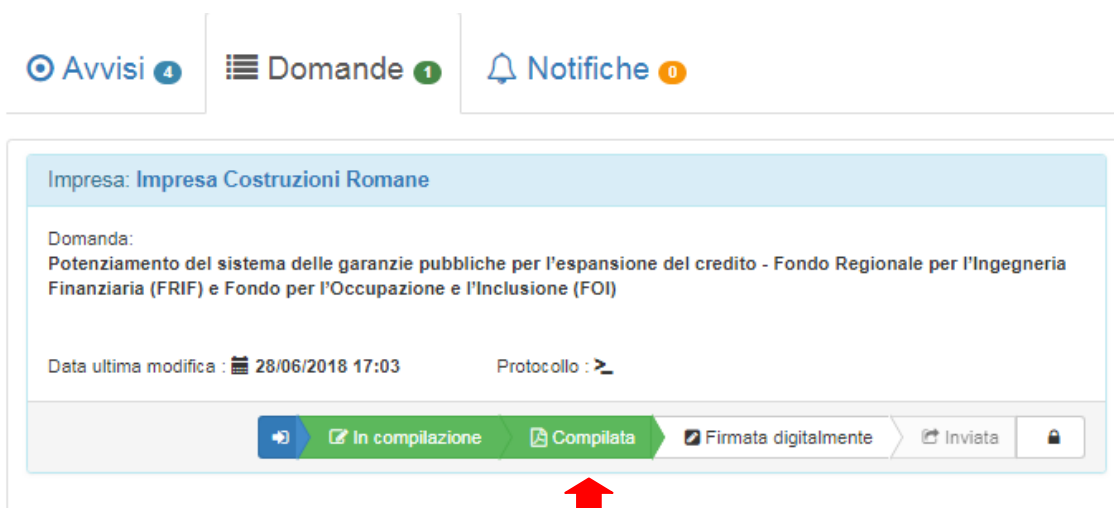 Avvisi 4 Domande 1 Notifiche 0
Impresa: Impresa Costruzioni Romane
Domanda:
Potenziamento del sistema delle garanzie pubbliche per l'espansione del credito - Fondo Regionale per l'Ingegneria
Finanziaria (FRIF) e Fondo per l'Occupazione e l'Inclusione (FOI)
Data ultima modifica : 28/06/2018 17:03 Protocollo :
In compilazione Compilata Firmata digitalmente Inviata